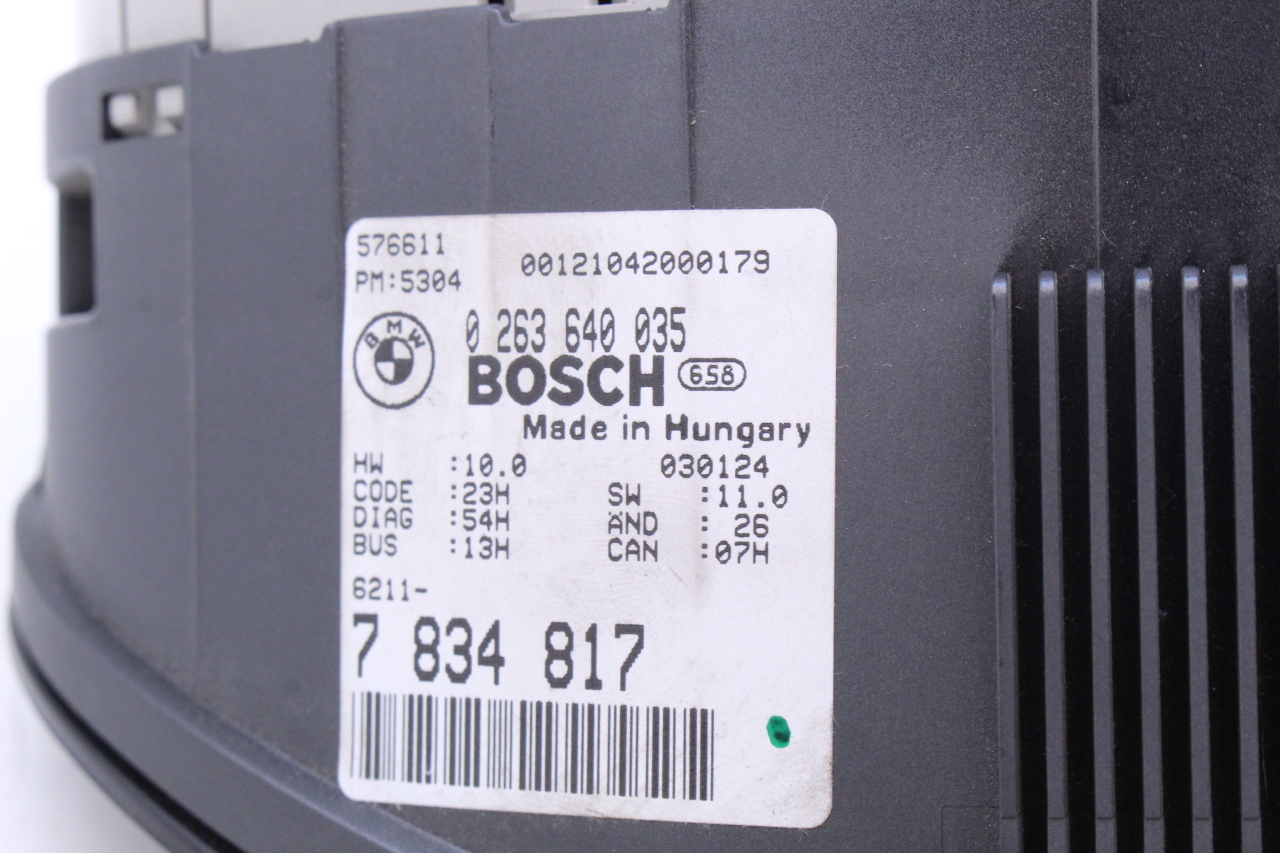 576611
00121042000179
PM:5304
BMW
0 263 640 035
BOSCH 658
Made in Hungary
HW :10.0 030124
CODE :23H SW :11.0
DIAG :54H ÄND : 26
BUS :13H CAN :07H
6211-
7 834 817